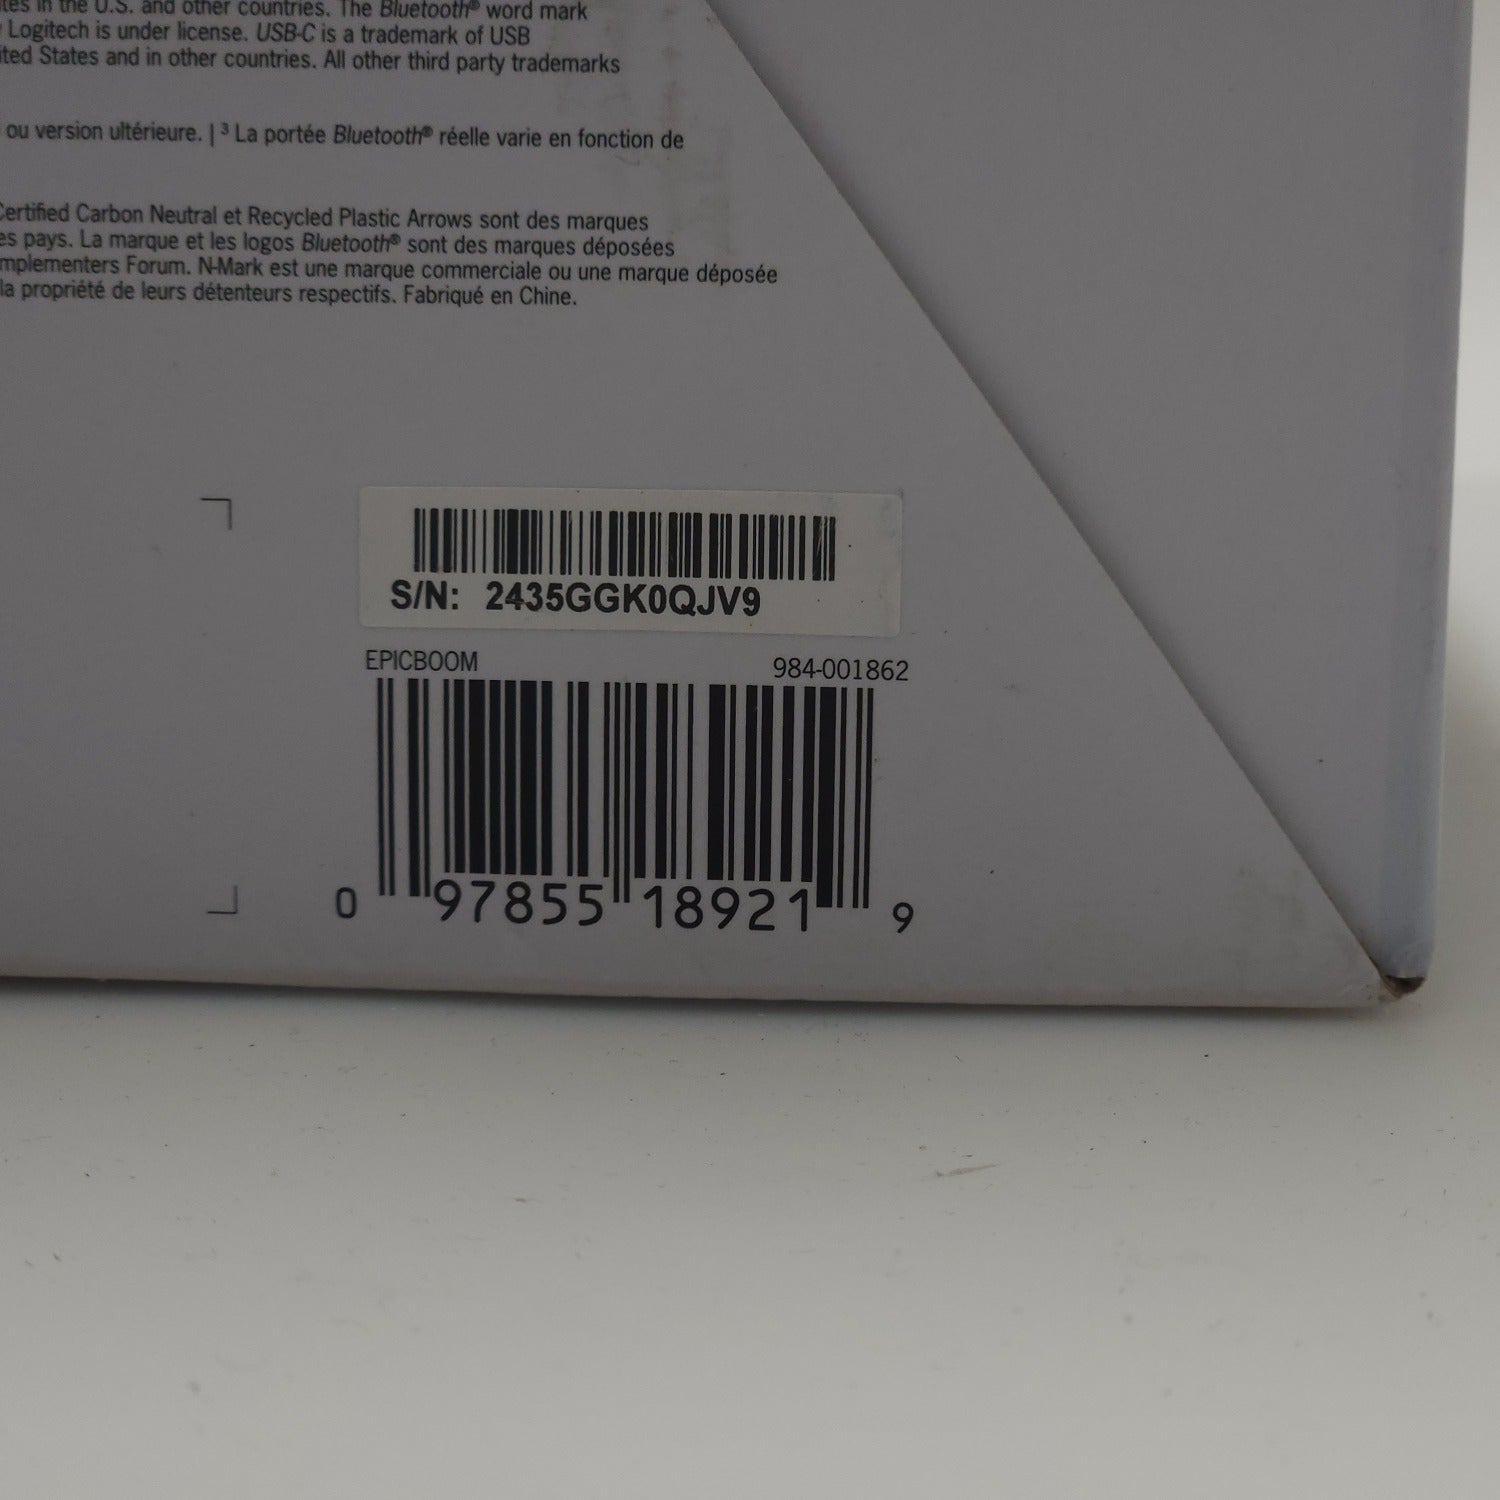 tes in the U.S. and other countries. The Bluetooth® word mark
Logitech is under license. USB-C is a trademark of USB
ited States and in other countries. All other third party trademarks
ou version ultérieure. | ³ La portée Bluetooth® réelle varie en fonction de
Certified Carbon Neutral et Recycled Plastic Arrows sont des marques
es pays. La marque et les logos Bluetooth® sont des marques déposées
mplementers Forum. N-Mark est une marque commerciale ou une marque déposée
la propriété de leurs détenteurs respectifs. Fabriqué en Chine.
S/N: 2435GGK0QJV9
EPICBOOM 984-001862
0 97855 18921 9